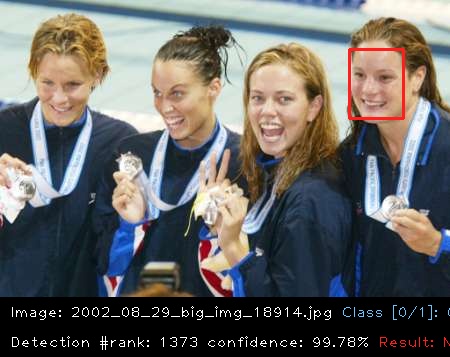 Image: 2002_08_29_big_img_18914.jpg Class [0/1]:
Detection #rank: 1373 confidence: 99.78% Result: